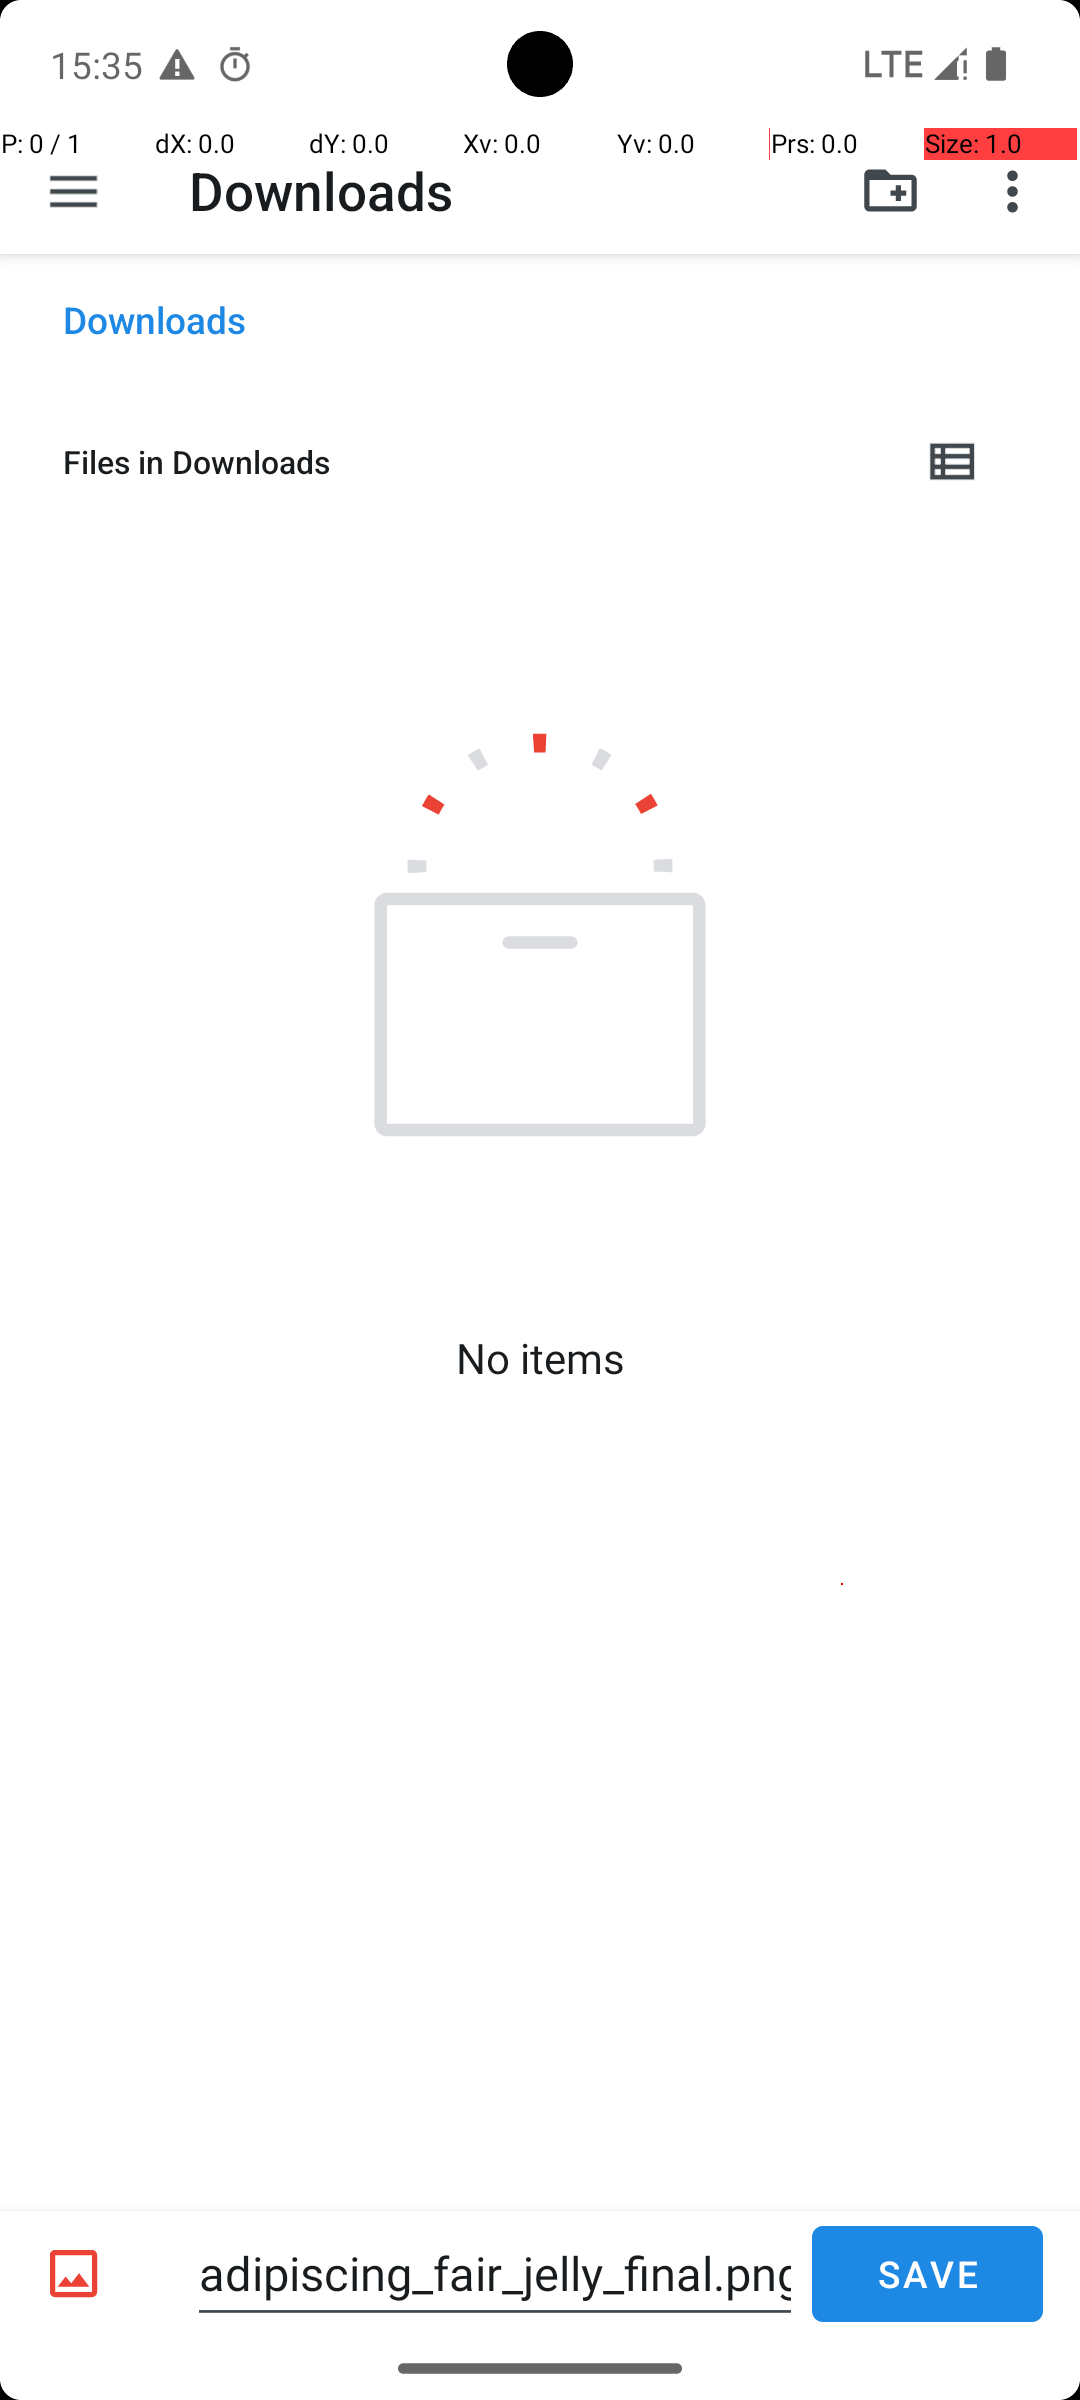 15:35 LTE
P: 0 / 1 dX: 0.0 dY: 0.0 Xv: 0.0 Yv: 0.0 Prs: 0.0 Size: 1.0
Downloads
Downloads
Files in Downloads
No items
adipiscing_fair_jelly_final.png SAVE